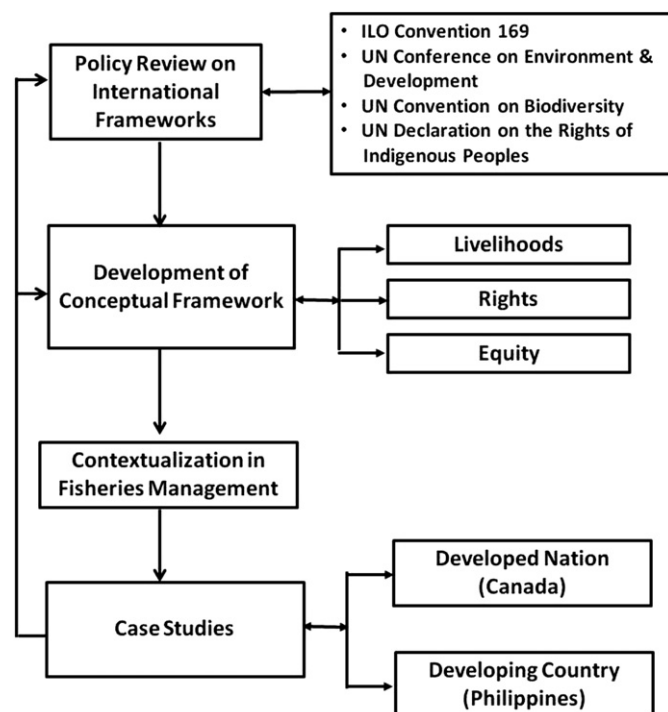 Policy Review on
International
Frameworks
• ILO Convention 169
• UN Conference on Environment &
Development
• UN Convention on Biodiversity
• UN Declaration on the Rights of
Indigenous Peoples
Development of
Conceptual Framework
Livelihoods
Rights
Equity
Contextualization in
Fisheries Management
Case Studies
Developed Nation
(Canada)
Developing Country
(Philippines)